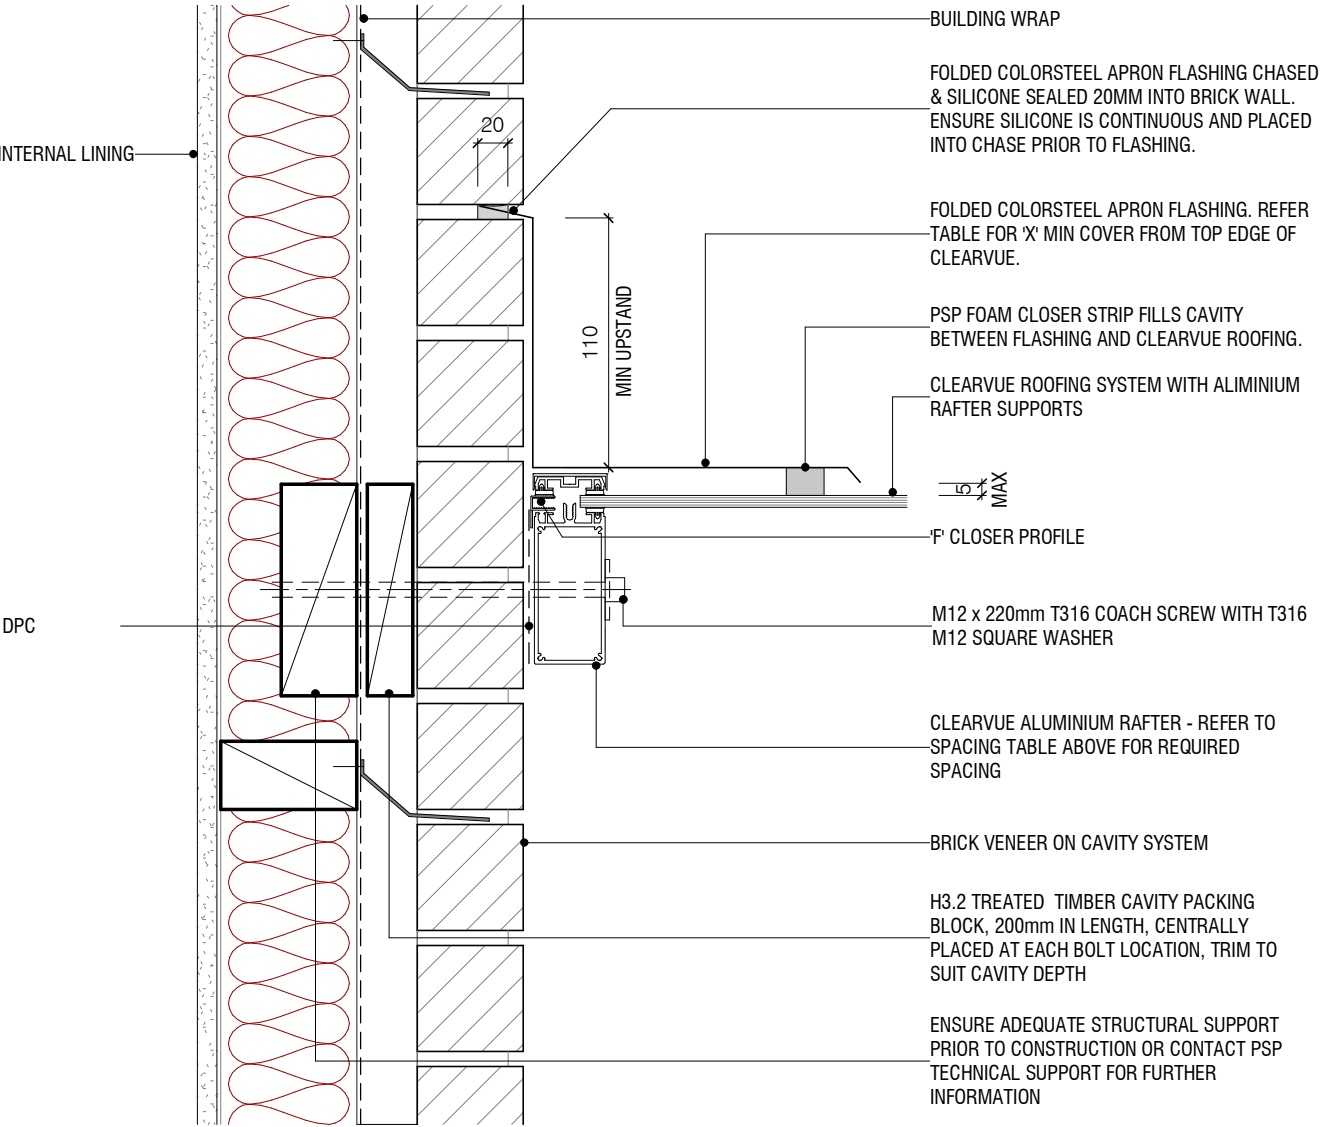 BUILDING WRAP
FOLDED COLORSTEEL APRON FLASHING CHASED
& SILICONE SEALED 20MM INTO BRICK WALL.
ENSURE SILICONE IS CONTINUOUS AND PLACED
INTO CHASE PRIOR TO FLASHING.
20
INTERNAL LINING
FOLDED COLORSTEEL APRON FLASHING. REFER
TABLE FOR 'X' MIN COVER FROM TOP EDGE OF
CLEARVUE.
110
MIN UPSTAND
PSP FOAM CLOSER STRIP FILLS CAVITY
BETWEEN FLASHING AND CLEARVUE ROOFING.
CLEARVUE ROOFING SYSTEM WITH ALIMINIUM
RAFTER SUPPORTS
5
MAX
'F' CLOSER PROFILE
DPC
M12 x 220mm T316 COACH SCREW WITH T316
M12 SQUARE WASHER
CLEARVUE ALUMINIUM RAFTER - REFER TO
SPACING TABLE ABOVE FOR REQUIRED
SPACING
BRICK VENEER ON CAVITY SYSTEM
H3.2 TREATED TIMBER CAVITY PACKING
BLOCK, 200mm IN LENGTH, CENTRALLY
PLACED AT EACH BOLT LOCATION, TRIM TO
SUIT CAVITY DEPTH
ENSURE ADEQUATE STRUCTURAL SUPPORT
PRIOR TO CONSTRUCTION OR CONTACT PSP
TECHNICAL SUPPORT FOR FURTHER
INFORMATION